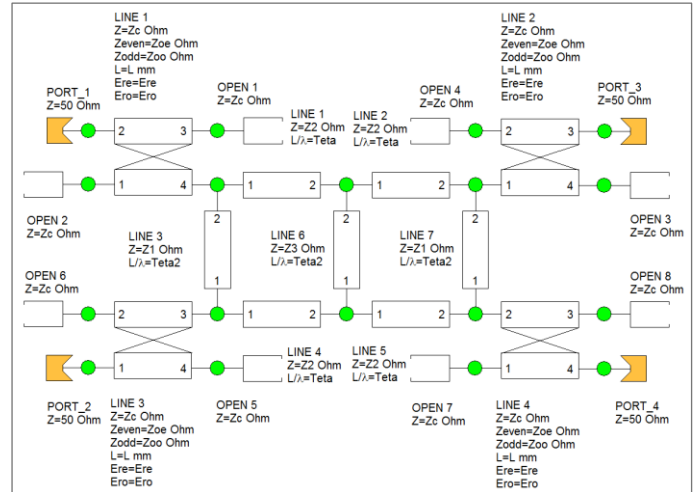 LINE 1
Z=Zc Ohm
Zeven=Zoe Ohm
Zodd=Zoo Ohm
L=L mm
Ere=Ere
Ero=Ero
LINE 2
Z=Zc Ohm
Zeven=Zoe Ohm
Zodd=Zoo Ohm
L=L mm
Ere=Ere
Ero=Ero
PORT_1
Z=50 Ohm
OPEN 1
Z=Zc Ohm
OPEN 4
Z=Zc Ohm
PORT_3
Z=50 Ohm
2 3
LINE 1
Z=Z2 Ohm
L/λ=Teta
LINE 2
Z=Z2 Ohm
L/λ=Teta
2 3
1 4
1 2
1 2
1 4
OPEN 2
Z=Zc Ohm
OPEN 3
Z=Zc Ohm
LINE 3
Z=Z1 Ohm
L/λ=Teta2
2
1
LINE 6
Z=Z3 Ohm
L/λ=Teta2
2
1
LINE 7
Z=Z1 Ohm
L/λ=Teta2
2
1
OPEN 6
Z=Zc Ohm
OPEN 8
Z=Zc Ohm
2 3
1 2
1 2
2 3
1 4
LINE 4
Z=Z2 Ohm
L/λ=Teta
LINE 5
Z=Z2 Ohm
L/λ=Teta
1 4
PORT_2
Z=50 Ohm
LINE 3
Z=Zc Ohm
Zeven=Zoe Ohm
Zodd=Zoo Ohm
L=L mm
Ere=Ere
Ero=Ero
OPEN 5
Z=Zc Ohm
OPEN 7
Z=Zc Ohm
LINE 4
Z=Zc Ohm
Zeven=Zoe Ohm
Zodd=Zoo Ohm
L=L mm
Ere=Ere
Ero=Ero
PORT_4
Z=50 Ohm